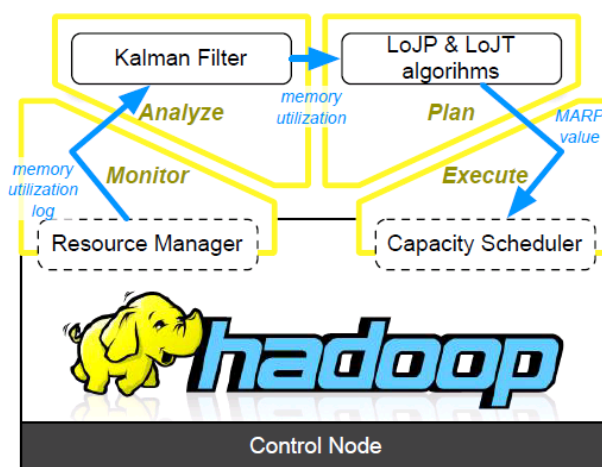 Kalman Filter
LoJP & LoJT
algorihms
Analyze
memory
utilization
Plan
MARP
value
memory
utilization
log
Monitor
Execute
Resource Manager
Capacity Scheduler
hadoop
Control Node